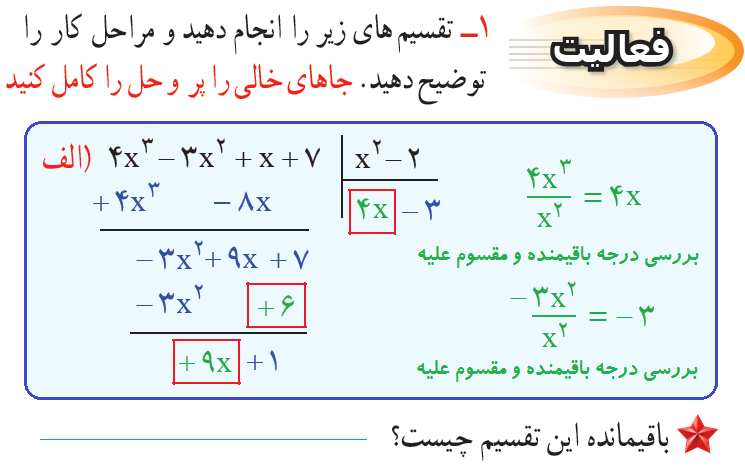 فعالیت
۱ــ تقسیم های زیر را انجام دهید و مراحل کار را
توضیح دهید. جاهای خالی را پر و حل را کامل کنید
الف) ۴x³ − ۳x² + x + ۷ | x² − ۲
+ ۴x³ − ۸x | ۴x − ۳
− ۳x² + ۹x + ۷
− ۳x² + ۶
+ ۹x + ۱
۴x³ / x² = ۴x
بررسی درجه باقیمنده و مقسوم علیه
− ۳x² / x² = − ۳
بررسی درجه باقیمنده و مقسوم علیه
باقیمانده این تقسیم چیست؟